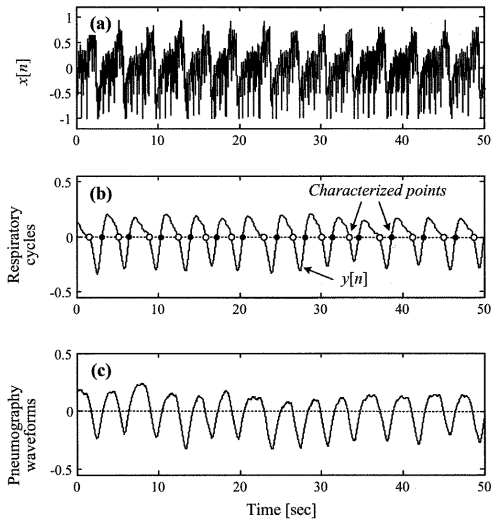 (a)
x[n]
1
0.5
0
-0.5
-1
0 10 20 30 40 50
(b)
Characterized points
Respiratory
cycles
0.5
0
-0.5
y[n]
0 10 20 30 40 50
(c)
Pneumography
waveforms
0.5
0
-0.5
0 10 20 30 40 50
Time [sec]